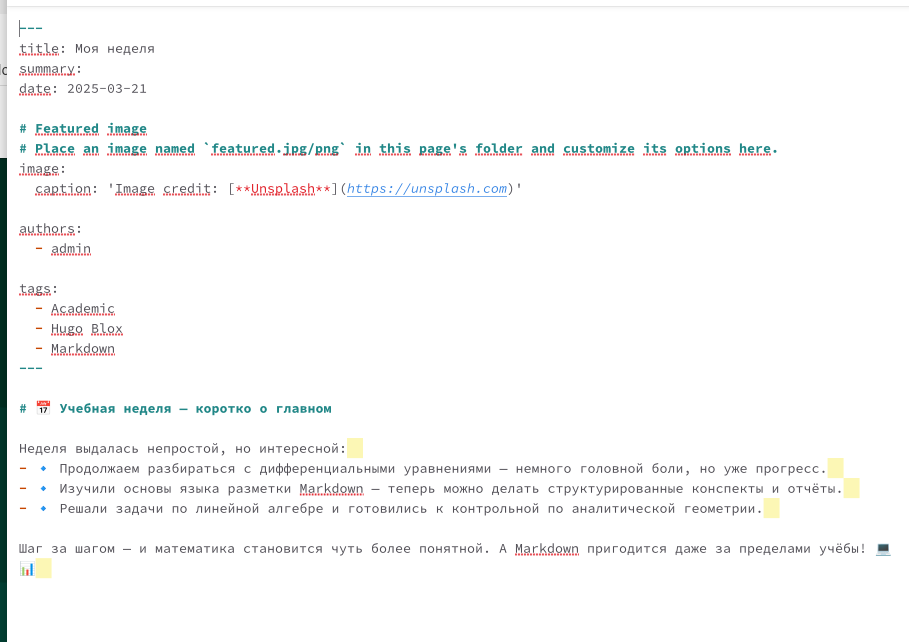 ---
title: Моя неделя
summary:
date: 2025-03-21

# Featured image
# Place an image named `featured.jpg/png` in this page's folder and customize its options here.
image:
  caption: 'Image credit: [**Unsplash**](https://unsplash.com)'

authors:
  - admin

tags:
  - Academic
  - Hugo Blox
  - Markdown
---

# 📅 Учебная неделя — коротко о главном

Неделя выдалась непростой, но интересной:
- 🔹 Продолжаем разбираться с дифференциальными уравнениями — немного головной боли, но уже прогресс.
- 🔹 Изучили основы языка разметки Markdown — теперь можно делать структурированные конспекты и отчёты.
- 🔹 Решали задачи по линейной алгебре и готовились к контрольной по аналитической геометрии.

Шаг за шагом — и математика становится чуть более понятной. А Markdown пригодится даже за пределами учёбы! 💻
📊